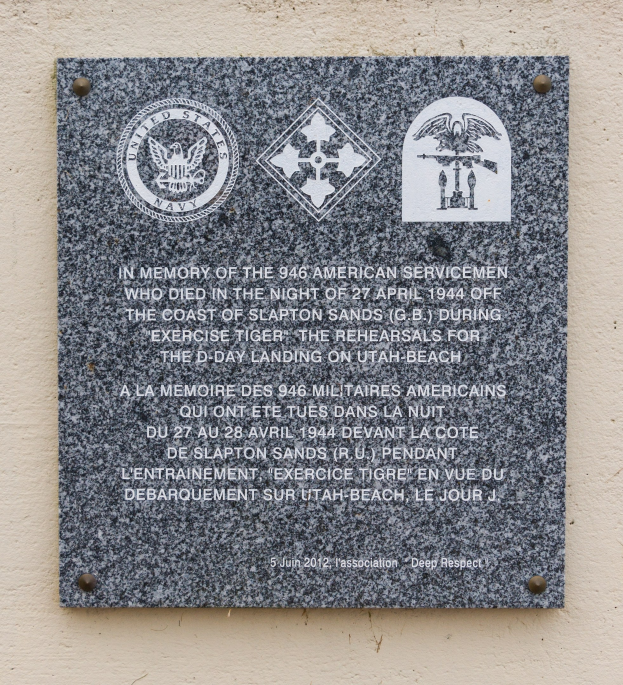 UNITED STATES
NAVY
IN MEMORY OF THE 946 AMERICAN SERVICEMEN
WHO DIED IN THE NIGHT OF 27 APRIL 1944 OFF
THE COAST OF SLAPTON SANDS (G.B.) DURING
"EXERCISE TIGER" THE REHEARSALS FOR
THE D-DAY LANDING ON UTAH-BEACH
A LA MEMOIRE DES 946 MILITAIRES AMERICAINS
QUI ONT ETE TUES DANS LA NUIT
DU 27 AU 28 AVRIL 1944 DEVANT LA COTE
DE SLAPTON SANDS (R.U.) PENDANT
L'ENTRAINEMENT "EXERCICE TIGRE" EN VUE DU
DEBARQUEMENT SUR UTAH-BEACH, LE JOUR J.
5 Juin 2012, l'association "Deep Respect"